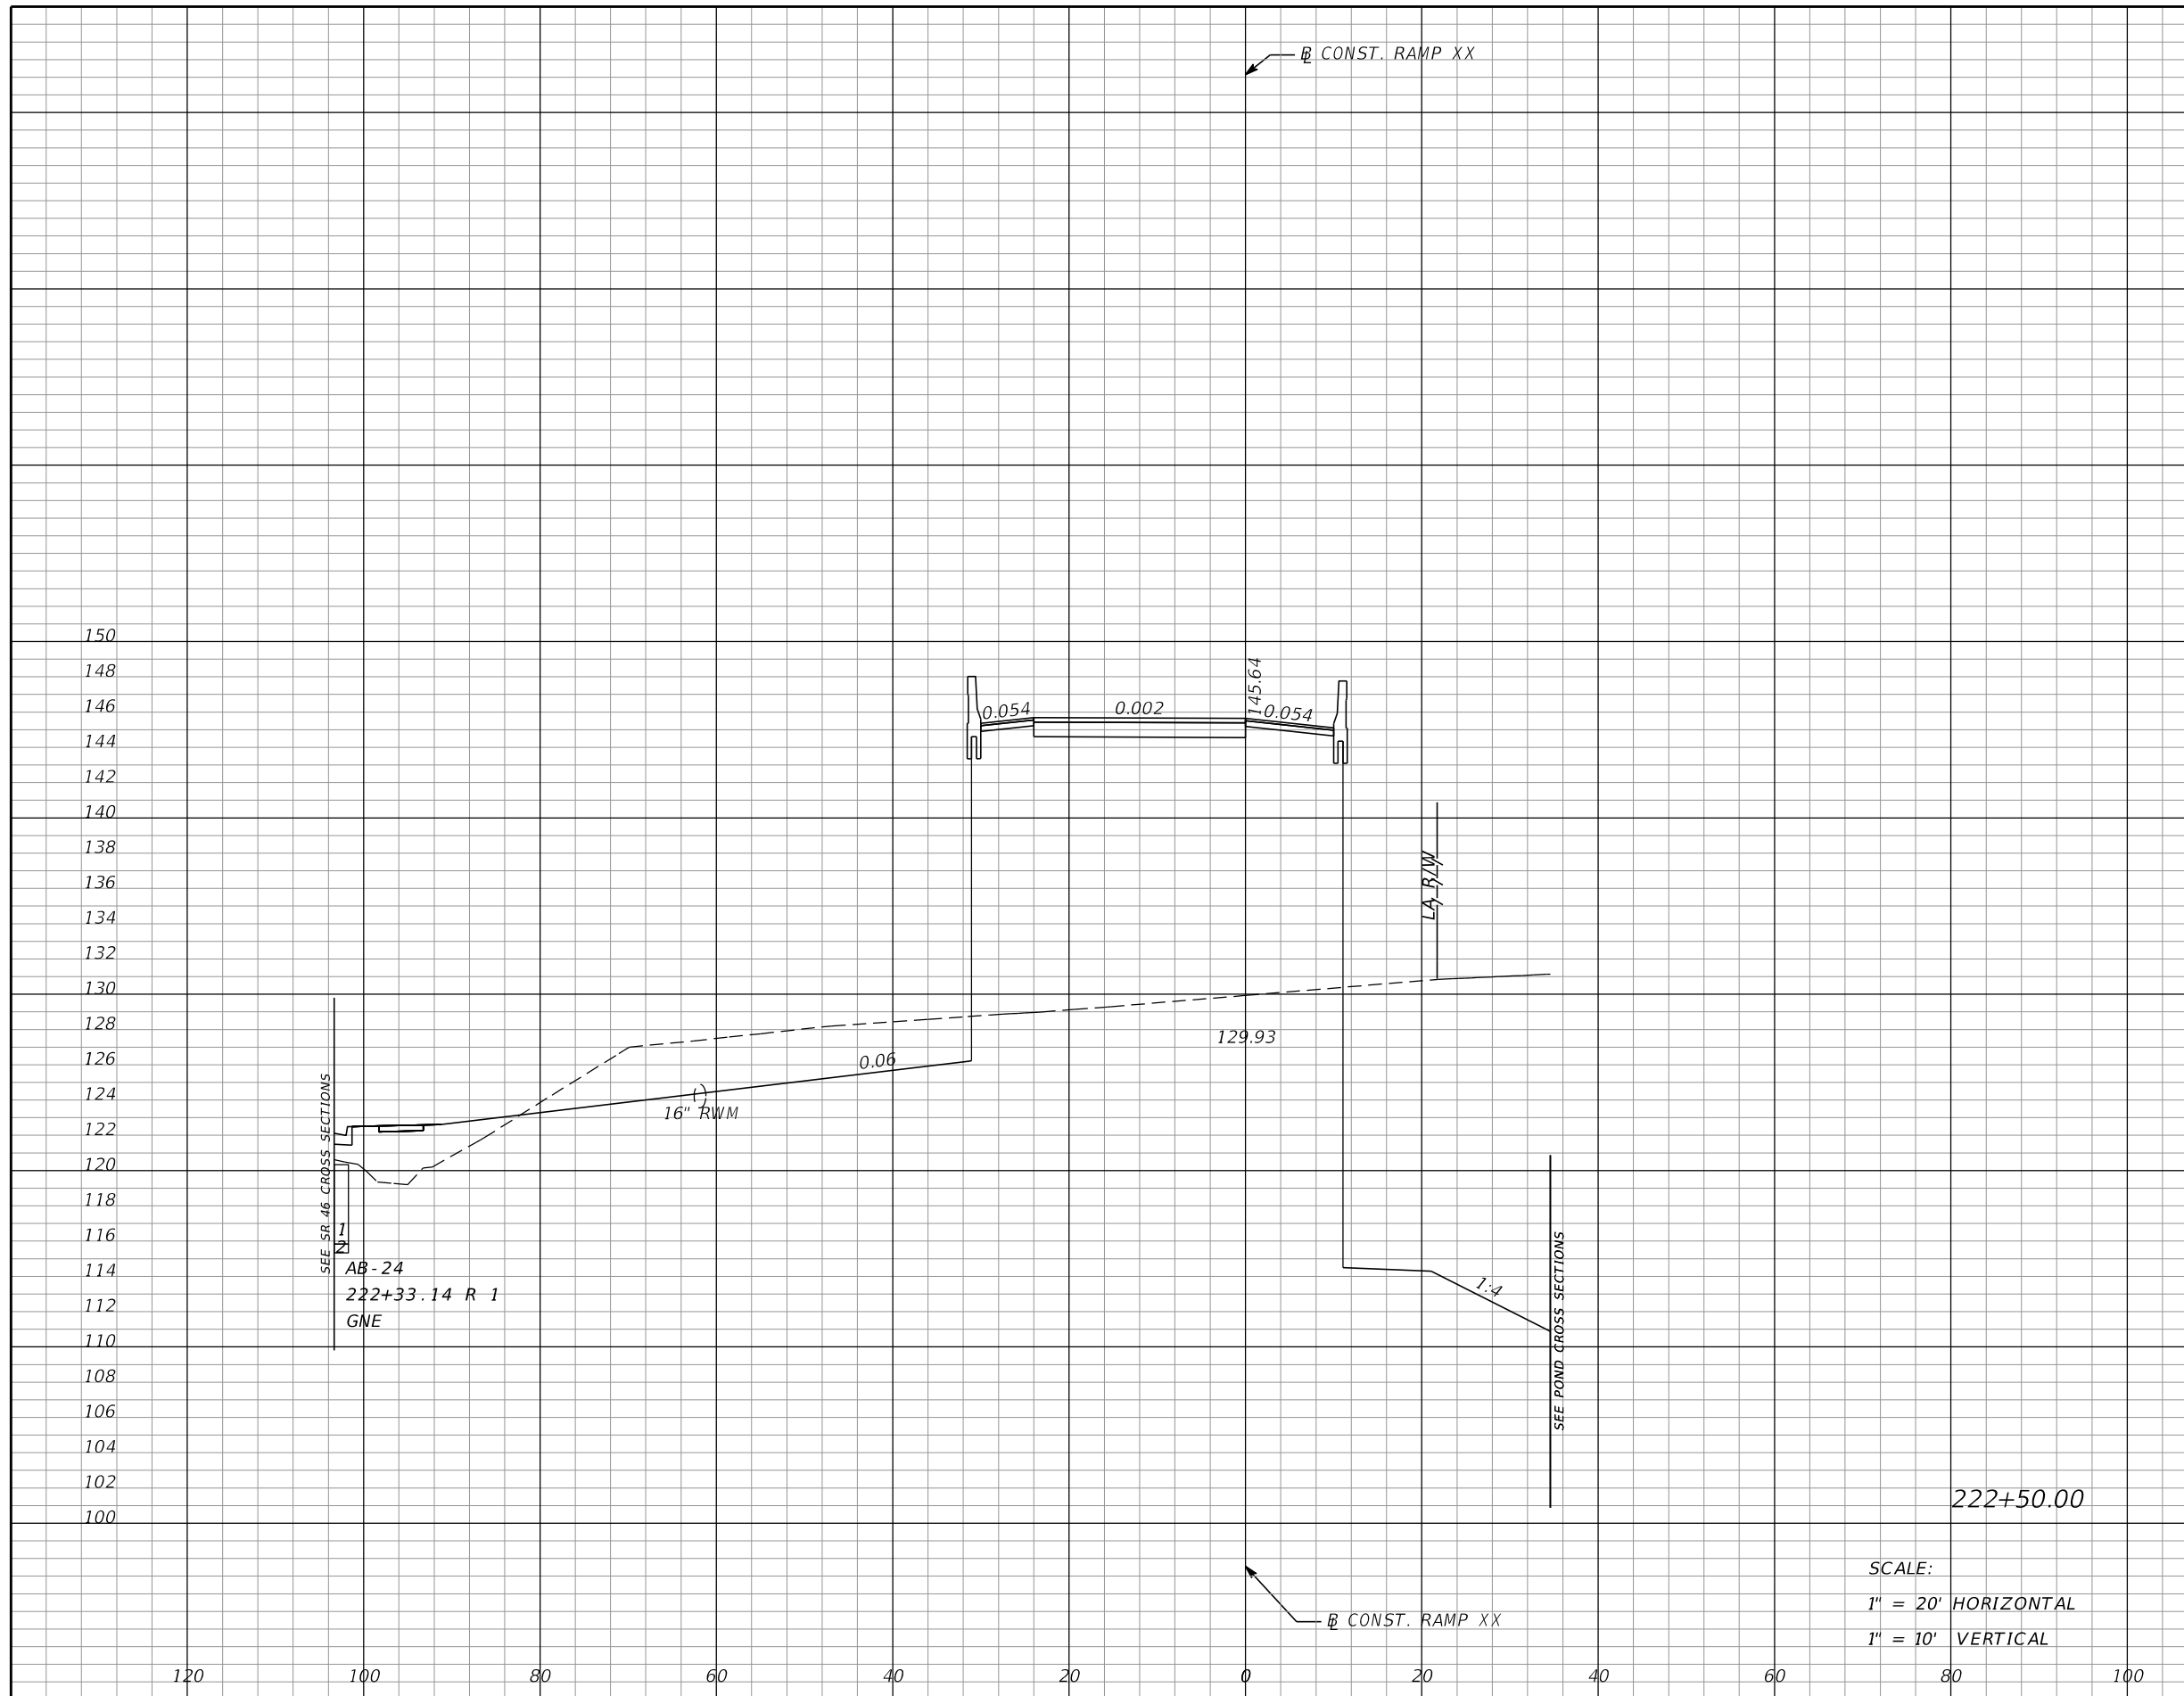 BL CONST. RAMP XX
150
148
146
144
142
140
138
136
134
132
130
128
126
124
122
120
118
116
114
112
110
108
106
104
102
100
0.054
0.002
145.64
0.054
LA R/W
129.93
0.06
16" RWM
SEE SR 46 CROSS SECTIONS
1
2
AB-24
222+33.14 R 1
GNE
1:4
SEE POND CROSS SECTIONS
222+50.00
SCALE:
1" = 20' HORIZONTAL
1" = 10' VERTICAL
BL CONST. RAMP XX
120 100 80 60 40 20 0 20 40 60 80 100